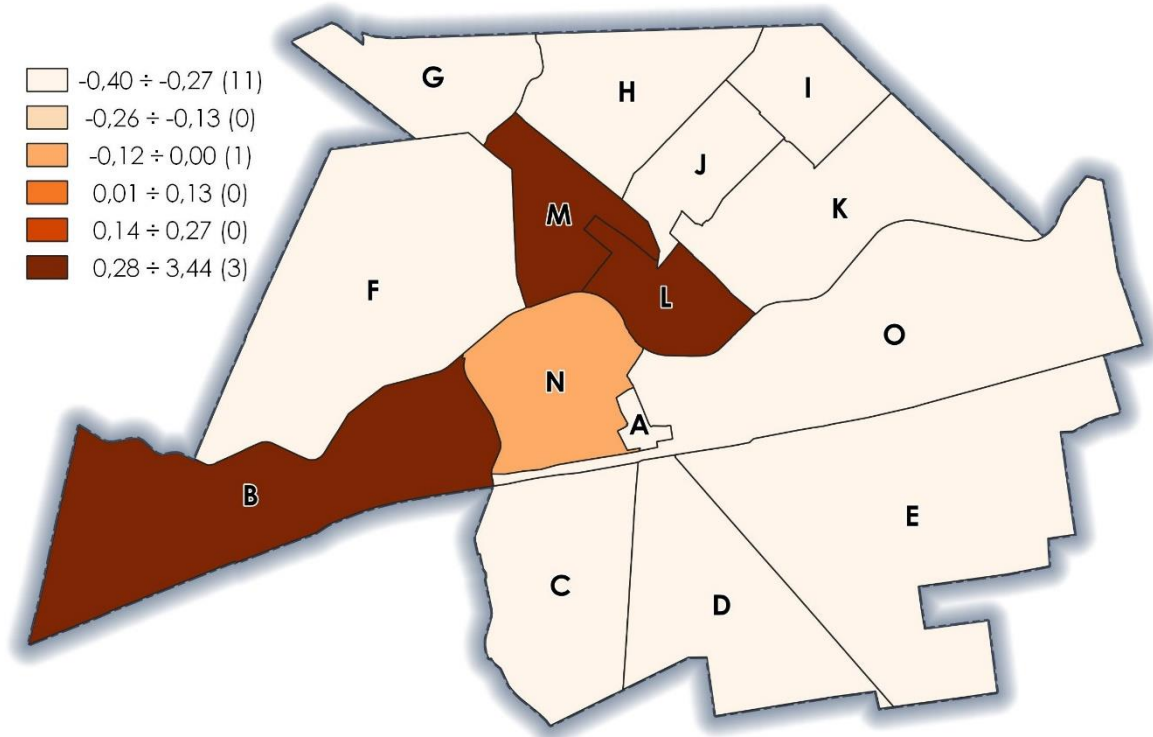 -0,40 ÷ -0,27 (11)
-0,26 ÷ -0,13 (0)
-0,12 ÷ 0,00 (1)
0,01 ÷ 0,13 (0)
0,14 ÷ 0,27 (0)
0,28 ÷ 3,44 (3)
G
H
I
J
K
M
F
L
O
N
A
B
E
C
D